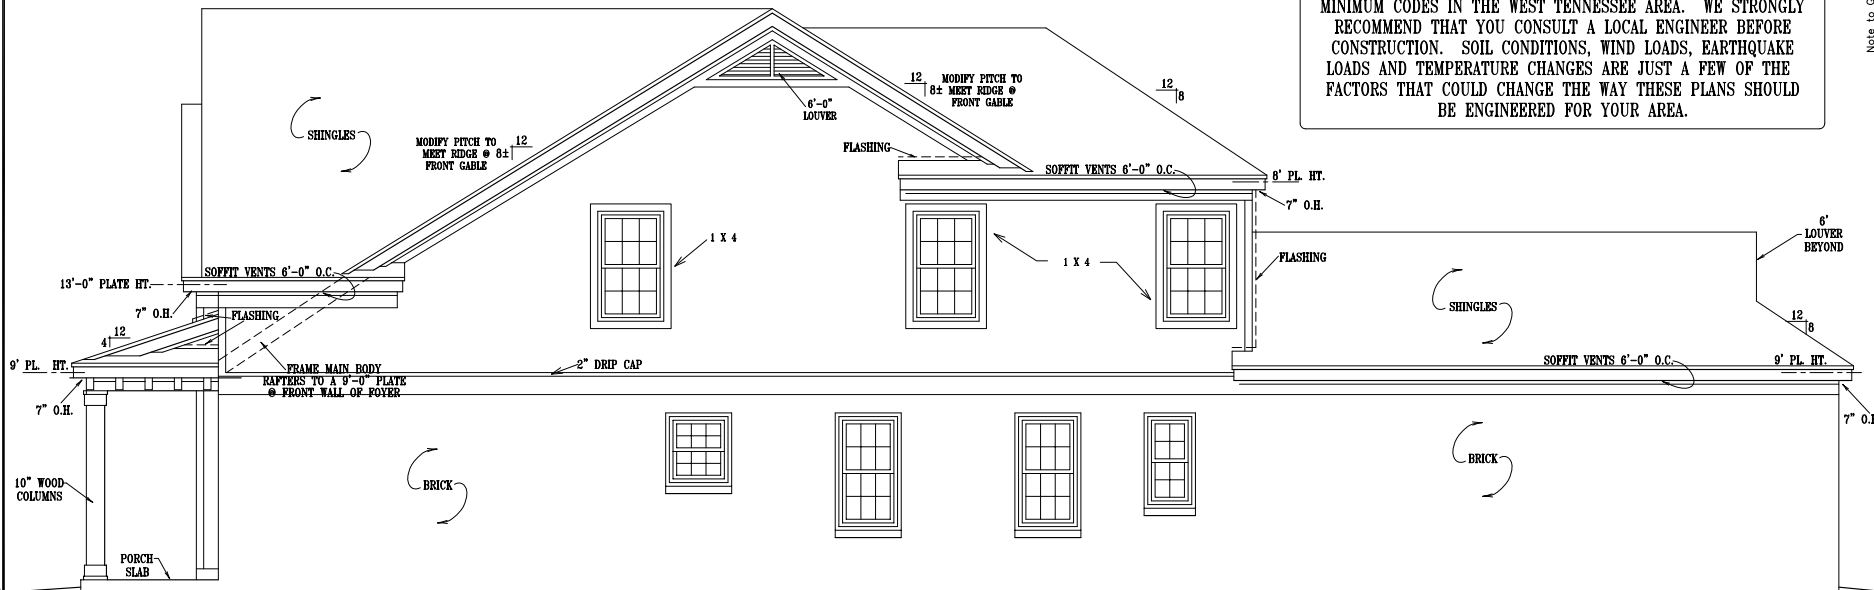 MINIMUM CODES IN THE WEST TENNESSEE AREA. WE STRONGLY
RECOMMEND THAT YOU CONSULT A LOCAL ENGINEER BEFORE
CONSTRUCTION. SOIL CONDITIONS, WIND LOADS, EARTHQUAKE
LOADS AND TEMPERATURE CHANGES ARE JUST A FEW OF THE
FACTORS THAT COULD CHANGE THE WAY THESE PLANS SHOULD
BE ENGINEERED FOR YOUR AREA.
Note to G
12
8±
MODIFY PITCH TO
MEET RIDGE @
FRONT GABLE
12
8
6'-0"
LOUVER
SHINGLES
MODIFY PITCH TO
MEET RIDGE @ 8±
FRONT GABLE
12
FLASHING
SOFFIT VENTS 6'-0" O.C.
8' PL. HT.
7" O.H.
6'
LOUVER
BEYOND
1 X 4
1 X 4
FLASHING
SOFFIT VENTS 6'-0" O.C.
13'-0" PLATE HT.
7" O.H.
FLASHING
SHINGLES
12
8
12
4
9' PL. HT.
FRAME MAIN BODY
RAFTERS TO A 9'-0" PLATE
@ FRONT WALL OF FOYER
2" DRIP CAP
SOFFIT VENTS 6'-0" O.C.
9' PL. HT.
7" O.H.
7" O.H
BRICK
BRICK
10" WOOD
COLUMNS
PORCH
SLAB